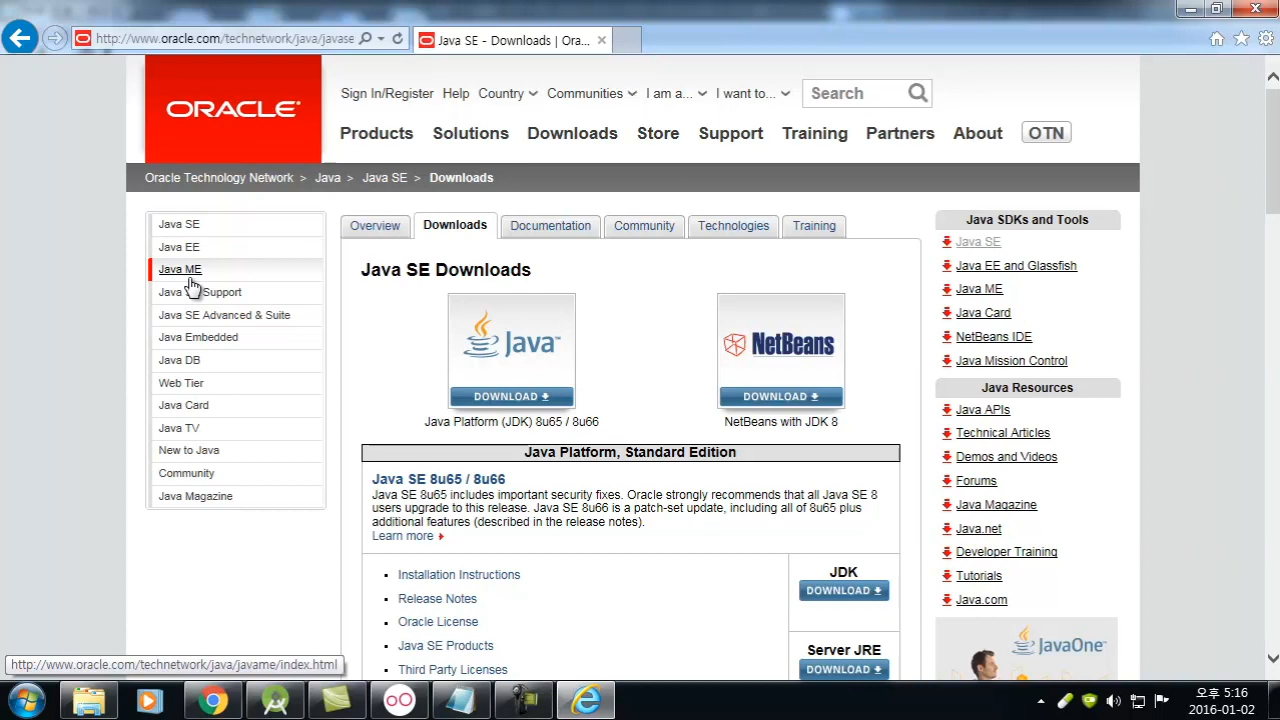 http://www.oracle.com/technetwork/java/javase
Java SE - Downloads | Ora...
ORACLE
Sign In/Register Help Country Communities I am a... I want to... Search
Products Solutions Downloads Store Support Training Partners About OTN
Oracle Technology Network > Java > Java SE > Downloads
Java SE
Java EE
Java ME
Java Support
Java SE Advanced & Suite
Java Embedded
Java DB
Web Tier
Java Card
Java TV
New to Java
Community
Java Magazine
Overview Downloads Documentation Community Technologies Training
Java SE Downloads
Java
DOWNLOAD
Java Platform (JDK) 8u65 / 8u66
NetBeans
DOWNLOAD
NetBeans with JDK 8
Java Platform, Standard Edition
Java SE 8u65 / 8u66
Java SE 8u65 includes important security fixes. Oracle strongly recommends that all Java SE 8
users upgrade to this release. Java SE 8u66 is a patch-set update, including all of 8u65 plus
additional features (described in the release notes).
Learn more
Installation Instructions
Release Notes
Oracle License
Java SE Products
Third Party Licenses
JDK
DOWNLOAD
Server JRE
DOWNLOAD
Java SDKs and Tools
Java SE
Java EE and Glassfish
Java ME
Java Card
NetBeans IDE
Java Mission Control
Java Resources
Java APIs
Technical Articles
Demos and Videos
Forums
Java Magazine
Java.net
Developer Training
Tutorials
Java.com
JavaOne
http://www.oracle.com/technetwork/java/javame/index.html
오후 5:16
2016-01-02